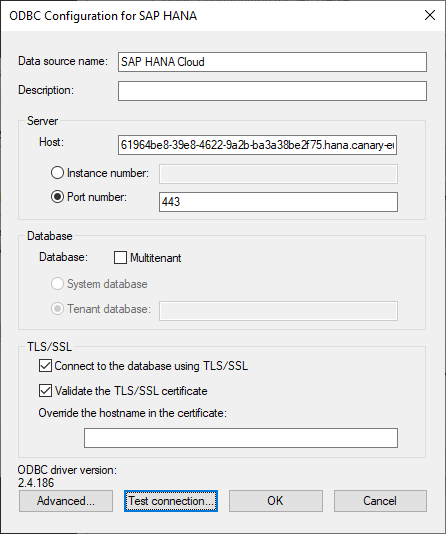 ODBC Configuration for SAP HANA
Data source name: SAP HANA Cloud
Description:
Server
Host: 61964be8-39e8-4622-9a2b-ba3a38be2f75.hana.canary-eu
Instance number:
Port number: 443
Database
Database: Multitenant
System database
Tenant database:
TLS/SSL
Connect to the database using TLS/SSL
Validate the TLS/SSL certificate
Override the hostname in the certificate:
ODBC driver version:
2.4.186
Advanced... Test connection... OK Cancel